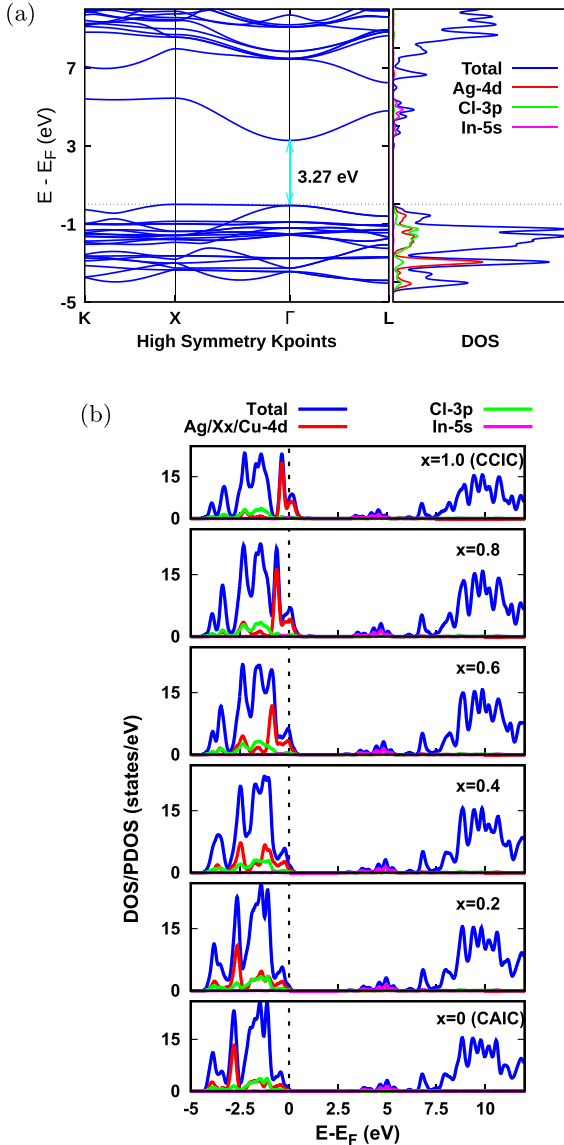 (a)
E - E_F (eV)
7
3
-1
-5
3.27 eV
K X Γ L
High Symmetry Kpoints
Total
Ag-4d
Cl-3p
In-5s
DOS
(b)
Total Cl-3p
Ag/Xx/Cu-4d In-5s
DOS/PDOS (states/eV)
x=1.0 (CCIC)
15
0
x=0.8
15
0
x=0.6
15
0
x=0.4
15
0
x=0.2
15
0
x=0 (CAIC)
15
0
-5 -2.5 0 2.5 5 7.5 10
E-E_F (eV)